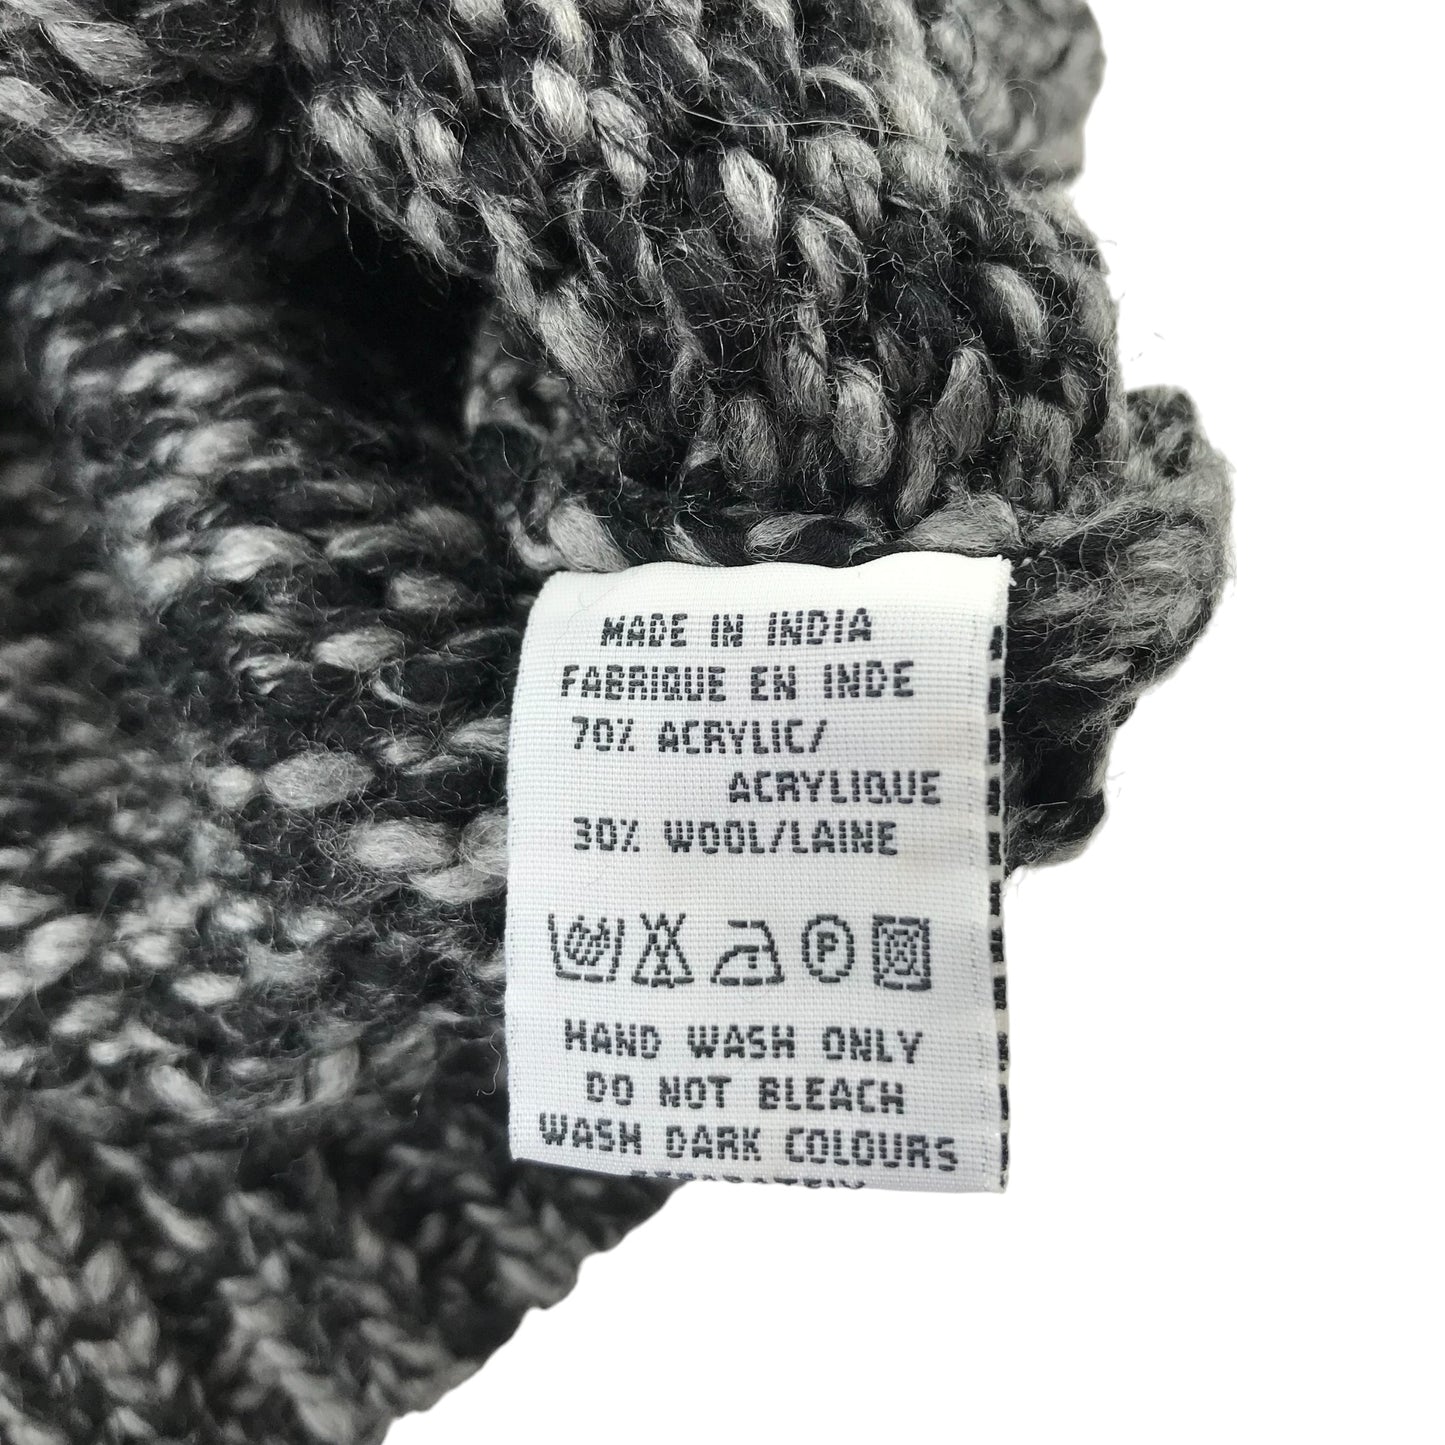 MADE IN INDIA
FABRIQUE EN INDE
70% ACRYLIC/
ACRYLIQUE
30% WOOL/LAINE
P
HAND WASH ONLY
DO NOT BLEACH
WASH DARK COLOURS